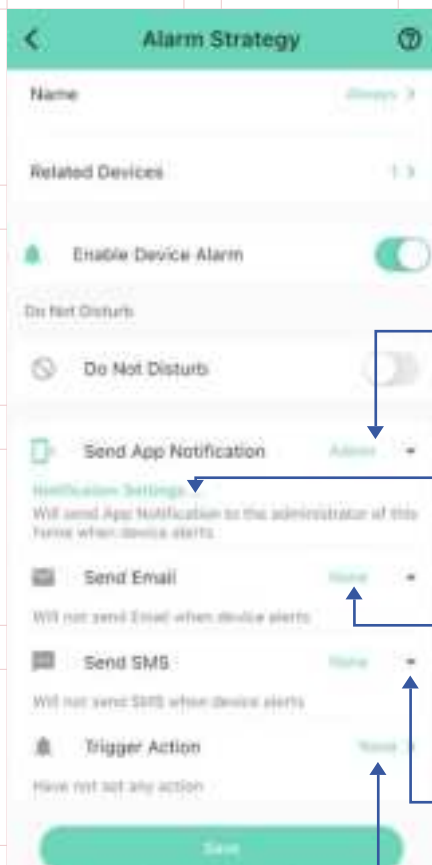 Alarm Strategy
Name Always >
Related Devices 1 >
Enable Device Alarm
Do Not Disturb
Do Not Disturb
Send App Notification Admin
Notification Settings
Will send App Notification to the administrator of this
home when device alerts
Send Email None
Will not send Email when device alerts
Send SMS None
Will not send SMS when device alerts
Trigger Action None >
Have not set any action
Save